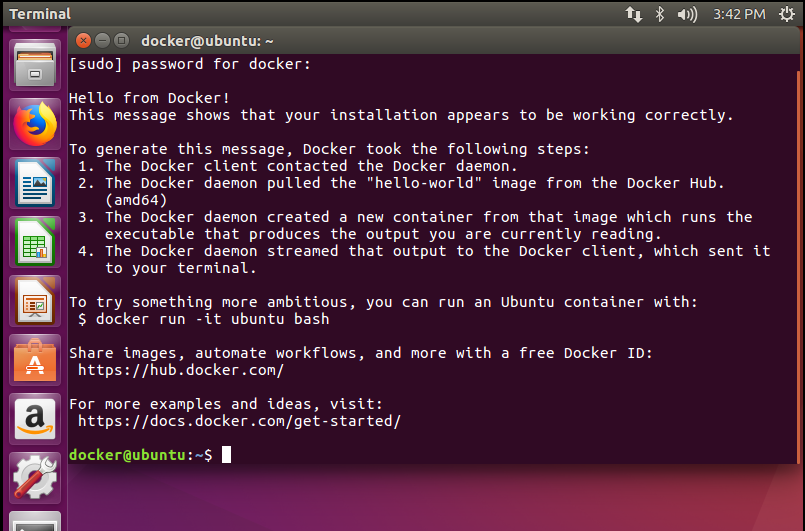 Terminal
3:42 PM
docker@ubuntu: ~
[sudo] password for docker:
Hello from Docker!
This message shows that your installation appears to be working correctly.
To generate this message, Docker took the following steps:
1. The Docker client contacted the Docker daemon.
2. The Docker daemon pulled the "hello-world" image from the Docker Hub.
(amd64)
3. The Docker daemon created a new container from that image which runs the
executable that produces the output you are currently reading.
4. The Docker daemon streamed that output to the Docker client, which sent it
to your terminal.
To try something more ambitious, you can run an Ubuntu container with:
$ docker run -it ubuntu bash
Share images, automate workflows, and more with a free Docker ID:
https://hub.docker.com/
For more examples and ideas, visit:
https://docs.docker.com/get-started/
docker@ubuntu:~$